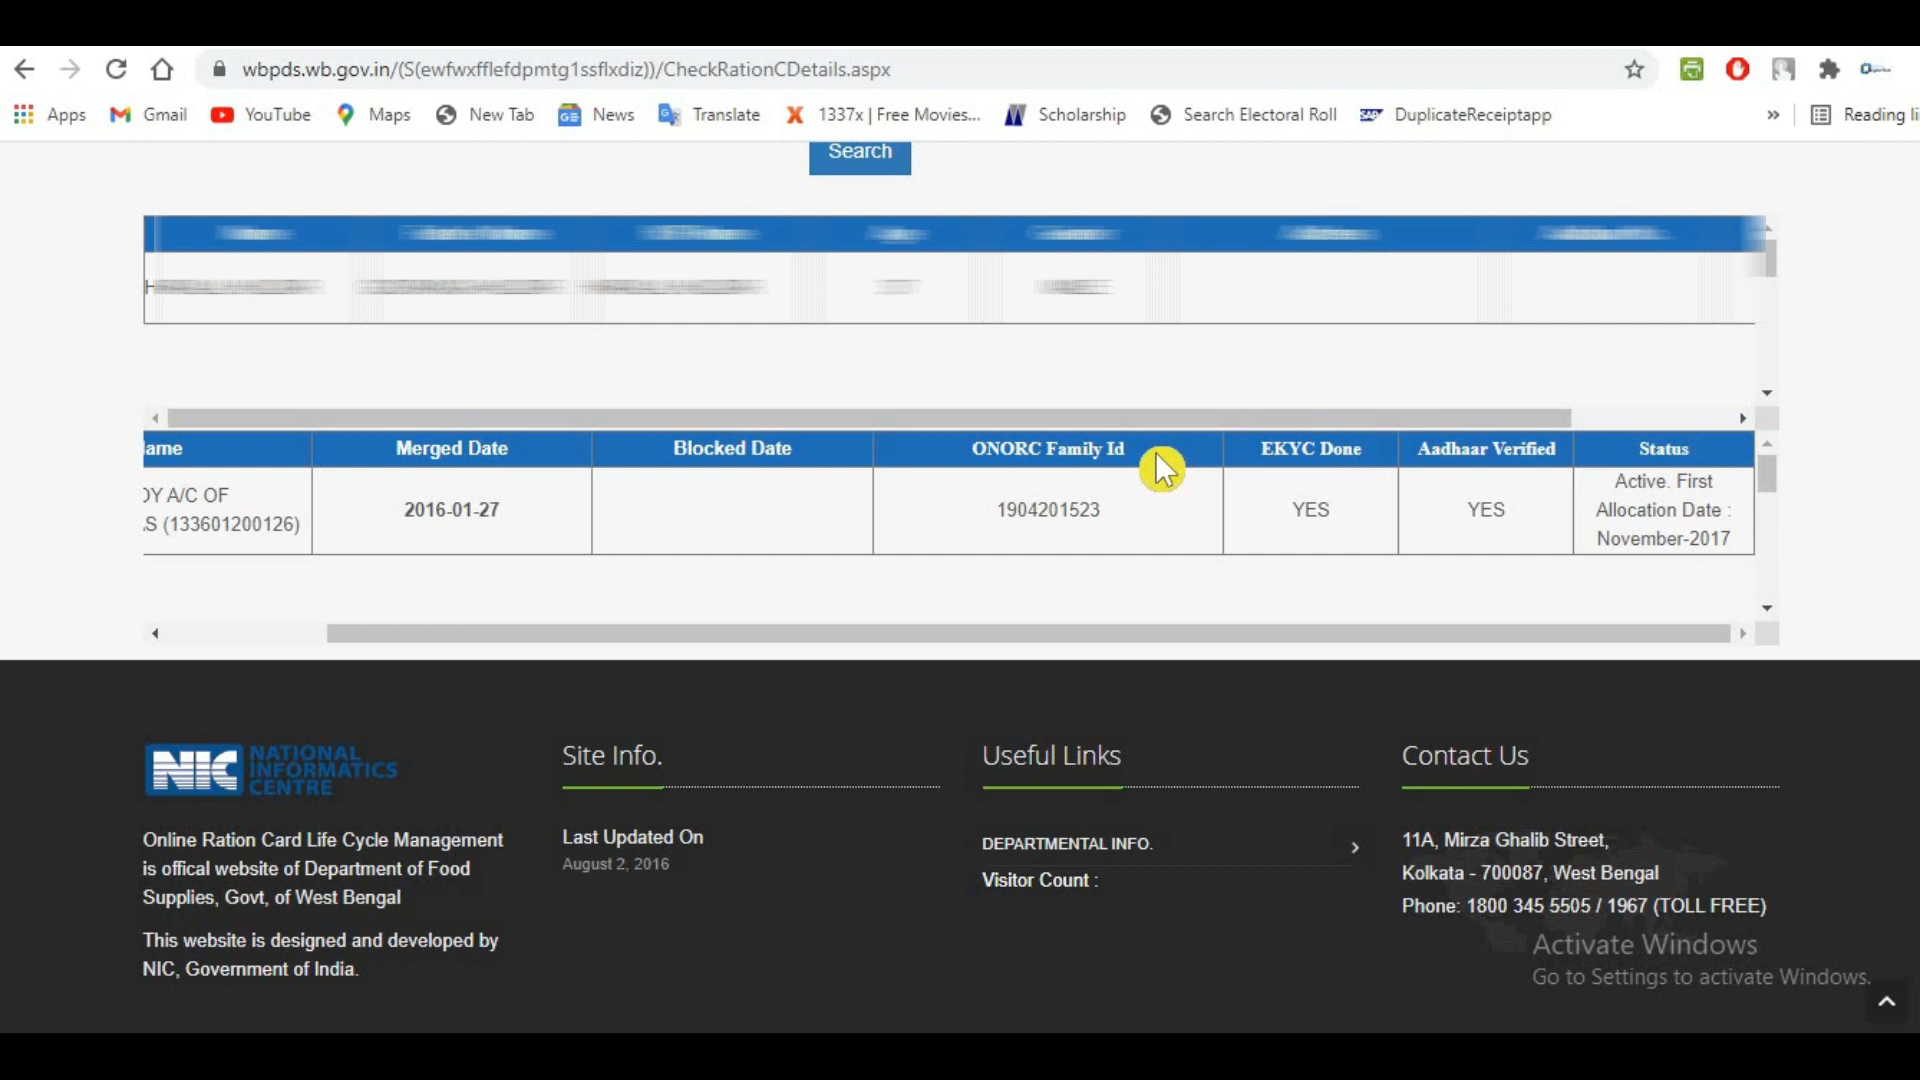 wbpds.wb.gov.in/(S(ewfwxfflefdpmtg1ssflxdiz))/CheckRationCDetails.aspx
Apps Gmail YouTube Maps New Tab News Translate 1337x | Free Movies... Scholarship Search Electoral Roll DuplicateReceiptapp » Reading li
Search
lame Merged Date Blocked Date ONORC Family Id EKYC Done Aadhaar Verified Status
DY A/C OF
.S (133601200126) 2016-01-27 1904201523 YES YES Active. First
Allocation Date :
November-2017
NIC NATIONAL
INFORMATICS
CENTRE
Online Ration Card Life Cycle Management
is offical website of Department of Food
Supplies, Govt, of West Bengal
This website is designed and developed by
NIC, Government of India.
Site Info.
Last Updated On
August 2, 2016
Useful Links
DEPARTMENTAL INFO.
Visitor Count :
Contact Us
11A, Mirza Ghalib Street,
Kolkata - 700087, West Bengal
Phone: 1800 345 5505 / 1967 (TOLL FREE)
Activate Windows
Go to Settings to activate Windows.